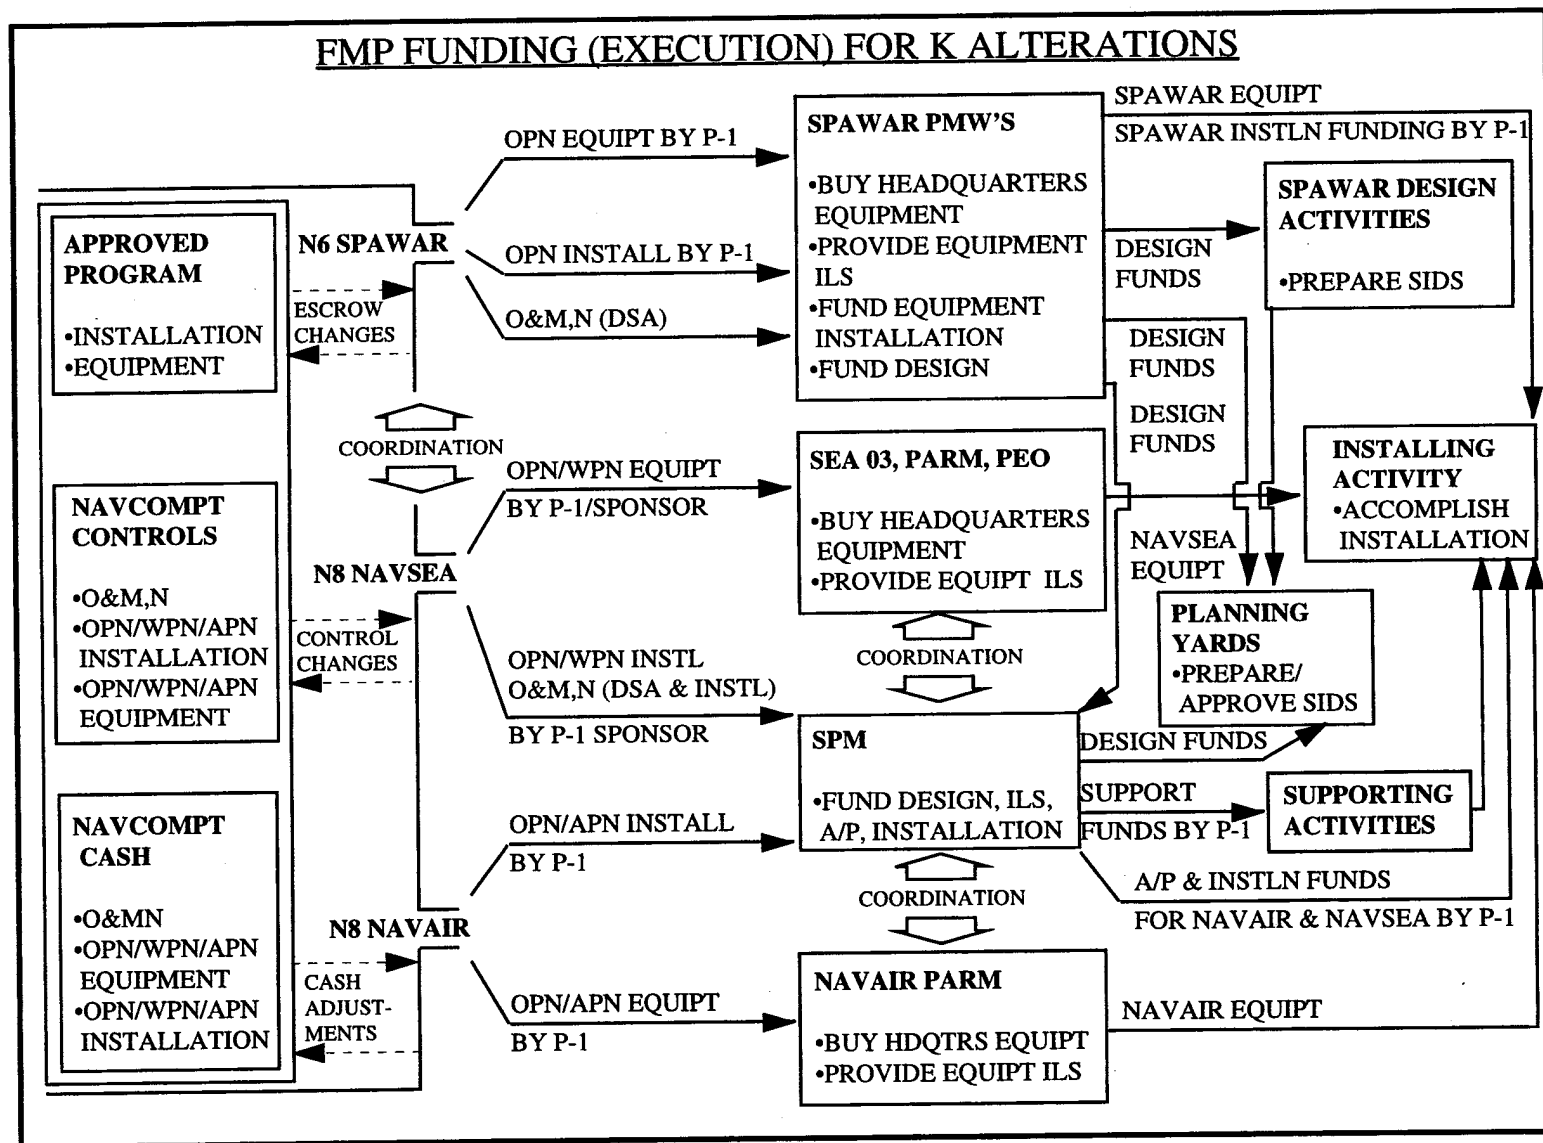 FMP FUNDING (EXECUTION) FOR K ALTERATIONS
APPROVED
PROGRAM
•INSTALLATION
•EQUIPMENT
NAVCOMPT
CONTROLS
•O&M,N
•OPN/WPN/APN
INSTALLATION
•OPN/WPN/APN
EQUIPMENT
NAVCOMPT
CASH
•O&MN
•OPN/WPN/APN
EQUIPMENT
•OPN/WPN/APN
INSTALLATION
N6 SPAWAR
ESCROW
CHANGES
COORDINATION
N8 NAVSEA
CONTROL
CHANGES
N8 NAVAIR
CASH
ADJUST-
MENTS
OPN EQUIPT BY P-1
OPN INSTALL BY P-1
O&M,N (DSA)
OPN/WPN EQUIPT
BY P-1/SPONSOR
OPN/WPN INSTL
O&M,N (DSA & INSTL)
BY P-1 SPONSOR
OPN/APN INSTALL
BY P-1
OPN/APN EQUIPT
BY P-1
SPAWAR PMW'S
•BUY HEADQUARTERS
EQUIPMENT
•PROVIDE EQUIPMENT
ILS
•FUND EQUIPMENT
INSTALLATION
•FUND DESIGN
SEA 03, PARM, PEO
•BUY HEADQUARTERS
EQUIPMENT
•PROVIDE EQUIPT ILS
COORDINATION
SPM
•FUND DESIGN, ILS,
A/P, INSTALLATION
COORDINATION
NAVAIR PARM
•BUY HDQTRS EQUIPT
•PROVIDE EQUIPT ILS
SPAWAR EQUIPT
SPAWAR INSTLN FUNDING BY P-1
DESIGN
FUNDS
DESIGN
FUNDS
DESIGN
FUNDS
NAVSEA
EQUIPT
SPAWAR DESIGN
ACTIVITIES
•PREPARE SIDS
INSTALLING
ACTIVITY
•ACCOMPLISH
INSTALLATION
PLANNING
YARDS
•PREPARE/
APPROVE SIDS
DESIGN FUNDS
SUPPORT
FUNDS BY P-1
SUPPORTING
ACTIVITIES
A/P & INSTLN FUNDS
FOR NAVAIR & NAVSEA BY P-1
NAVAIR EQUIPT